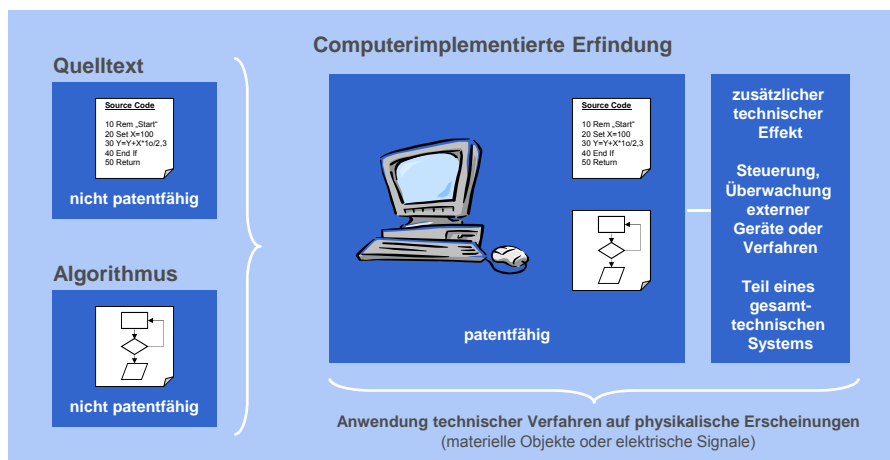 Quelltext
Source Code
10 Rem „Start“
20 Set X=100
30 Y=Y+X*1o/2,3
40 End If
50 Return
nicht patentfähig
Algorithmus
nicht patentfähig
Computerimplementierte Erfindung
Source Code
10 Rem „Start“
20 Set X=100
30 Y=Y+X*1o/2,3
40 End If
50 Return
patentfähig
zusätzlicher
technischer
Effekt
Steuerung,
Überwachung
externer
Geräte oder
Verfahren
Teil eines
gesamt-
technischen
Systems
Anwendung technischer Verfahren auf physikalische Erscheinungen
(materielle Objekte oder elektrische Signale)